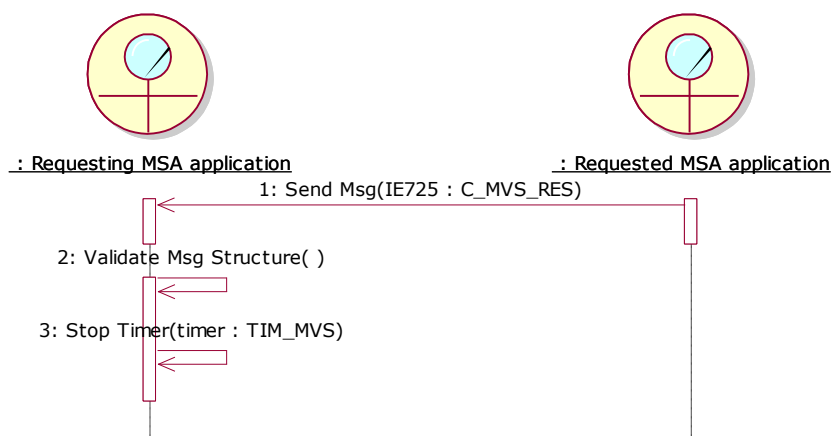 : Requesting MSA application
: Requested MSA application
1: Send Msg(IE725 : C_MVS_RES)
2: Validate Msg Structure( )
3: Stop Timer(timer : TIM_MVS)